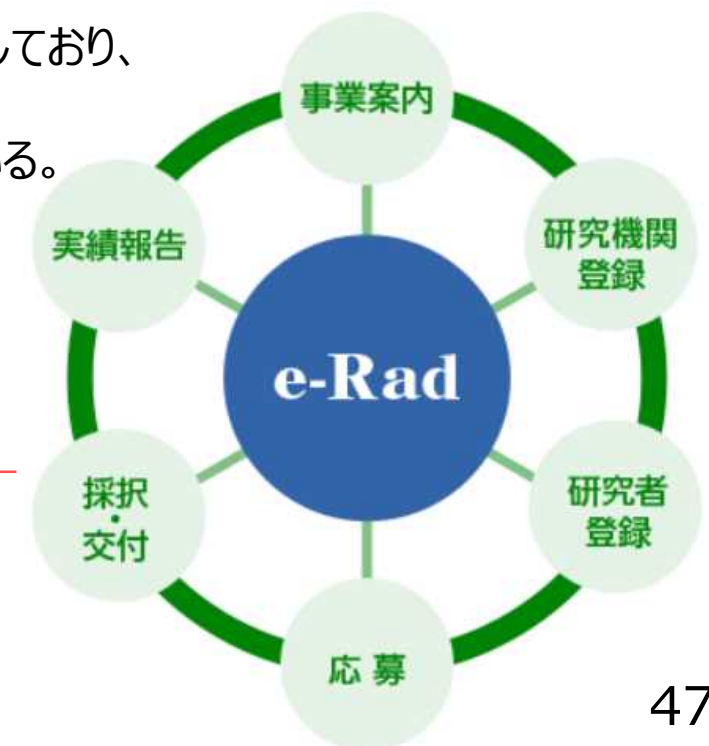 しており、
いる。
事業案内
研究機関
登録
研究者
登録
応 募
採択
・
交付
実績報告
e-Rad
47